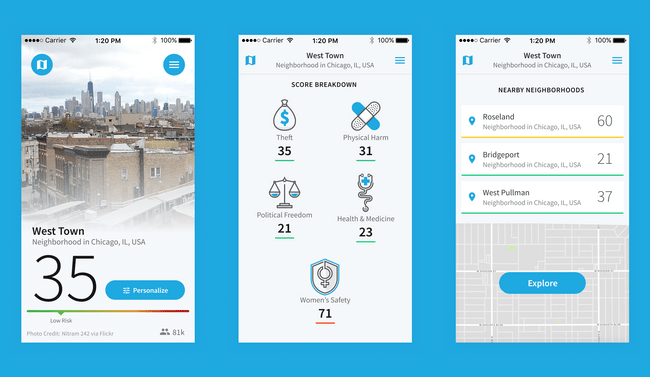 Carrier 1:20 PM 100%
West Town
Neighborhood in Chicago, IL, USA
35
Personalize
Low Risk
Photo Credit: Nitram 242 via Flickr
81k
Carrier 1:20 PM 100%
West Town
Neighborhood in Chicago, IL, USA
SCORE BREAKDOWN
Theft
35
Physical Harm
31
Political Freedom
21
Health & Medicine
23
Women's Safety
71
Carrier 1:20 PM 100%
West Town
Neighborhood in Chicago, IL, USA
NEARBY NEIGHBORHOODS
Roseland
Neighborhood in Chicago, IL, USA
60
Bridgeport
Neighborhood in Chicago, IL, USA
21
West Pullman
Neighborhood in Chicago, IL, USA
37
Explore